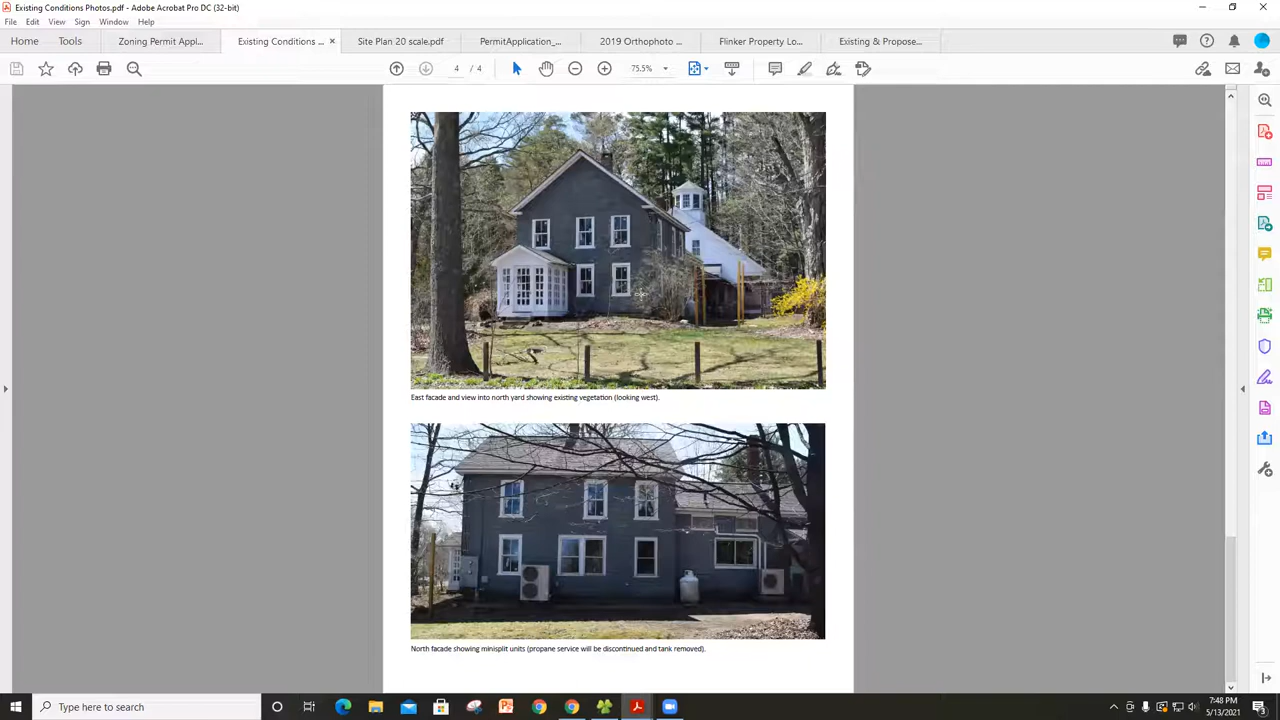 Existing Conditions Photos.pdf - Adobe Acrobat Pro DC (32-bit)
File Edit View Sign Window Help
Home Tools Zoning Permit Appl... Existing Conditions ... Site Plan 20 scale.pdf PermitApplication_... 2019 Orthophoto ... Flinker Property Lo... Existing & Propose...
4 / 4 75.5%
East facade and view into north yard showing existing vegetation (looking west).
North facade showing minisplit units (propane service will be discontinued and tank removed).
Type here to search
7:48 PM
5/13/2021